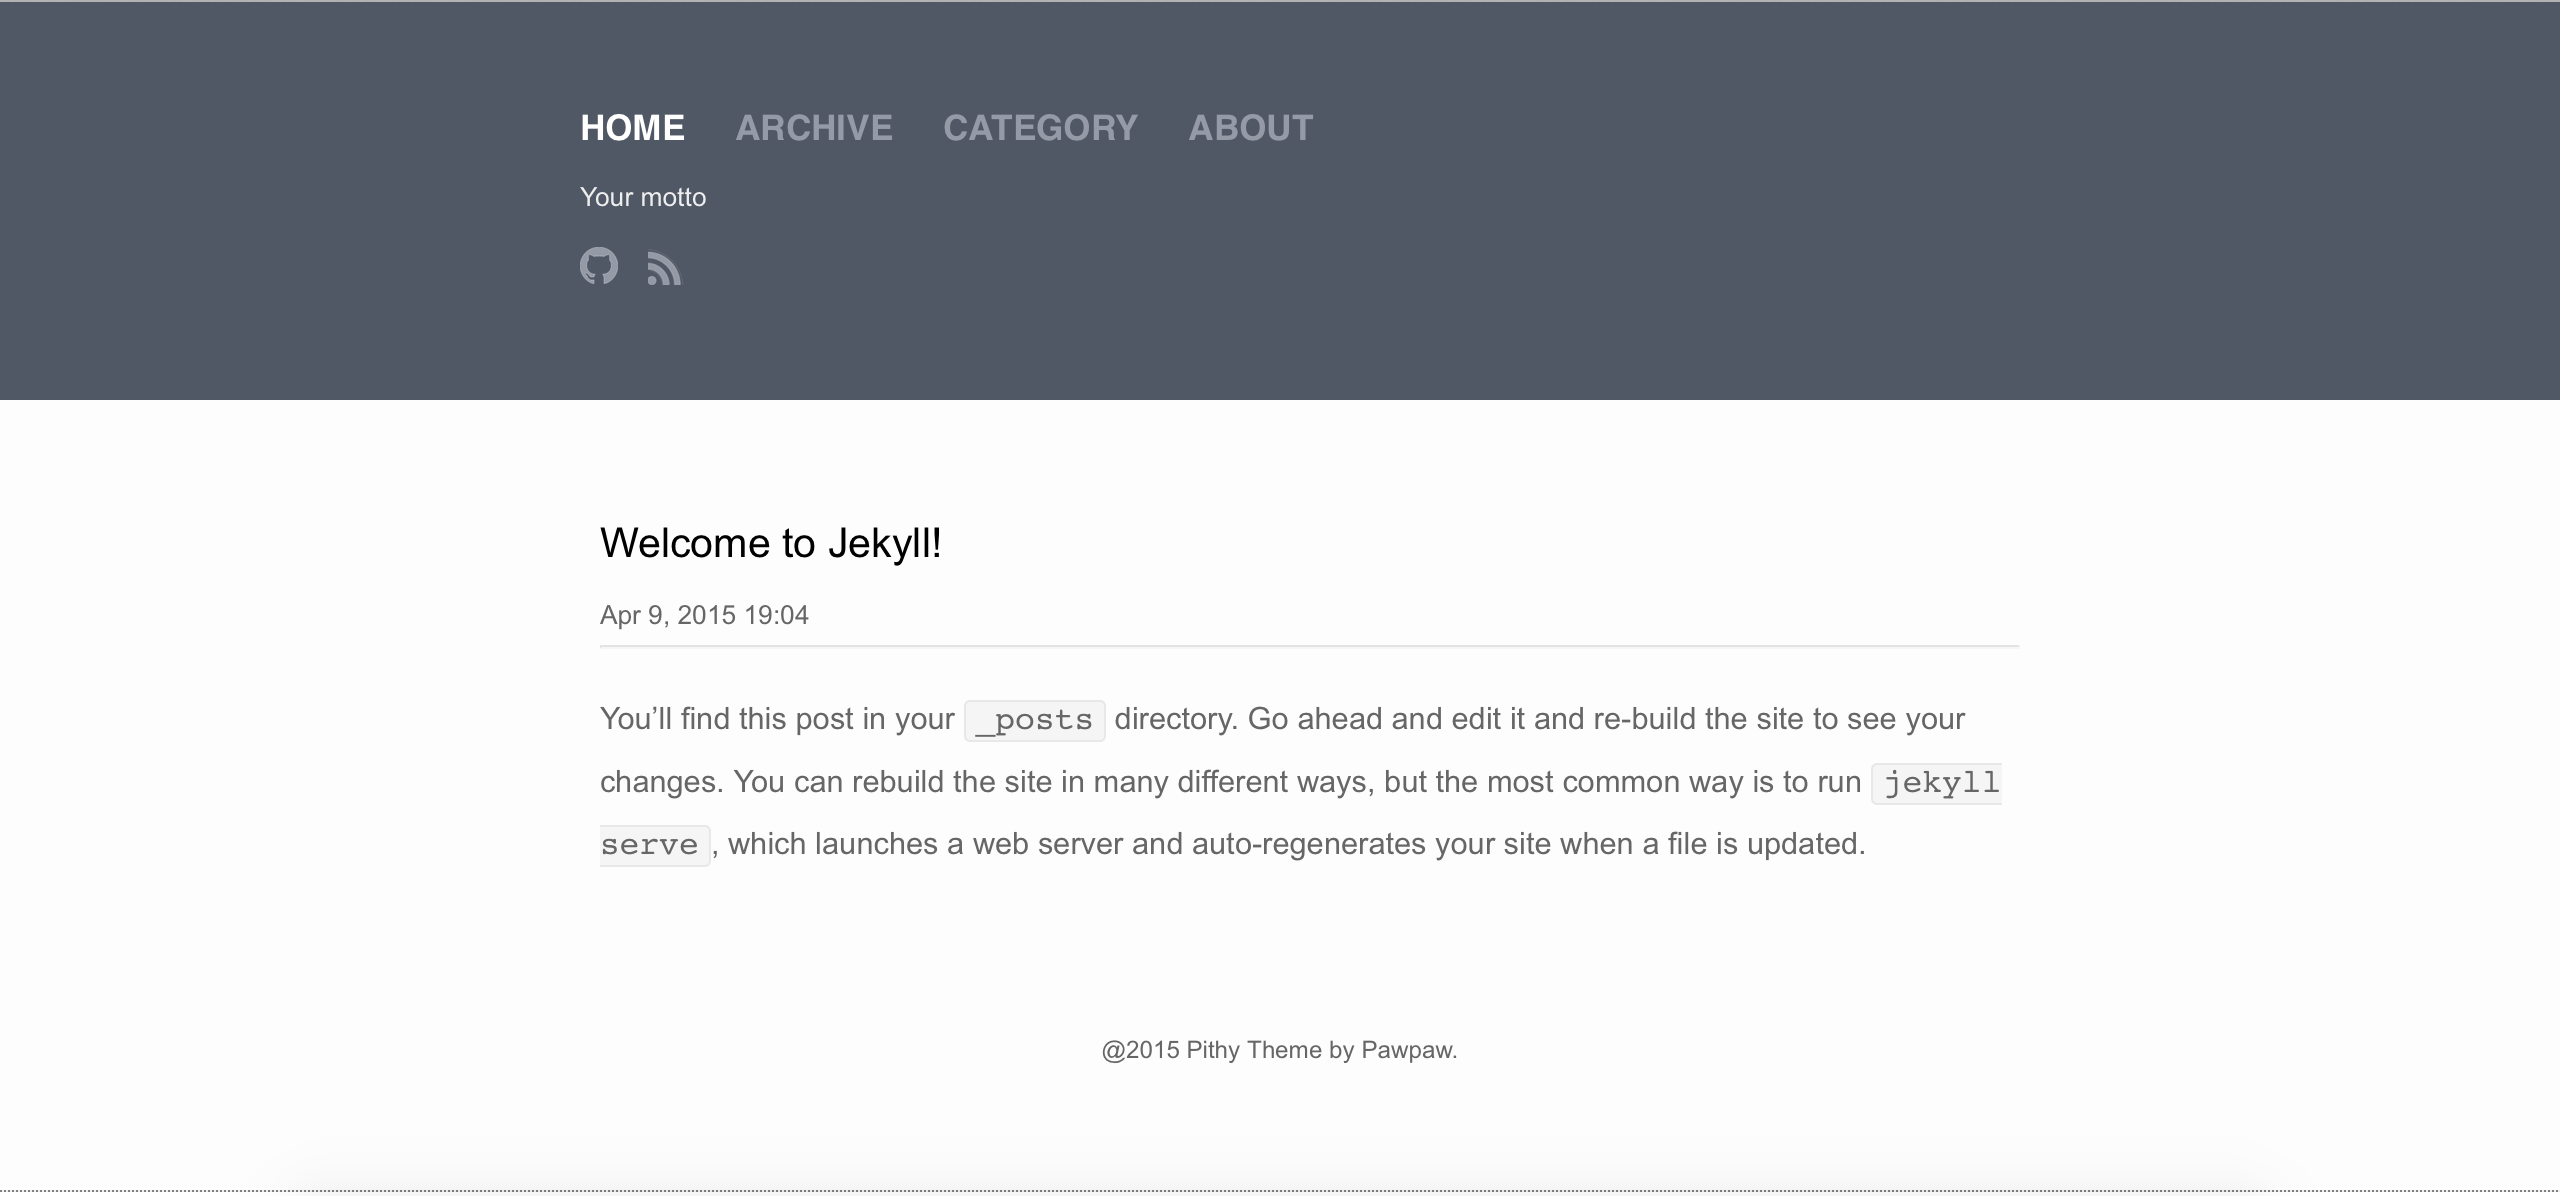 HOME ARCHIVE CATEGORY ABOUT
Your motto
Welcome to Jekyll!
Apr 9, 2015 19:04
You’ll find this post in your _posts directory. Go ahead and edit it and re-build the site to see your
changes. You can rebuild the site in many different ways, but the most common way is to run jekyll
serve, which launches a web server and auto-regenerates your site when a file is updated.
@2015 Pithy Theme by Pawpaw.